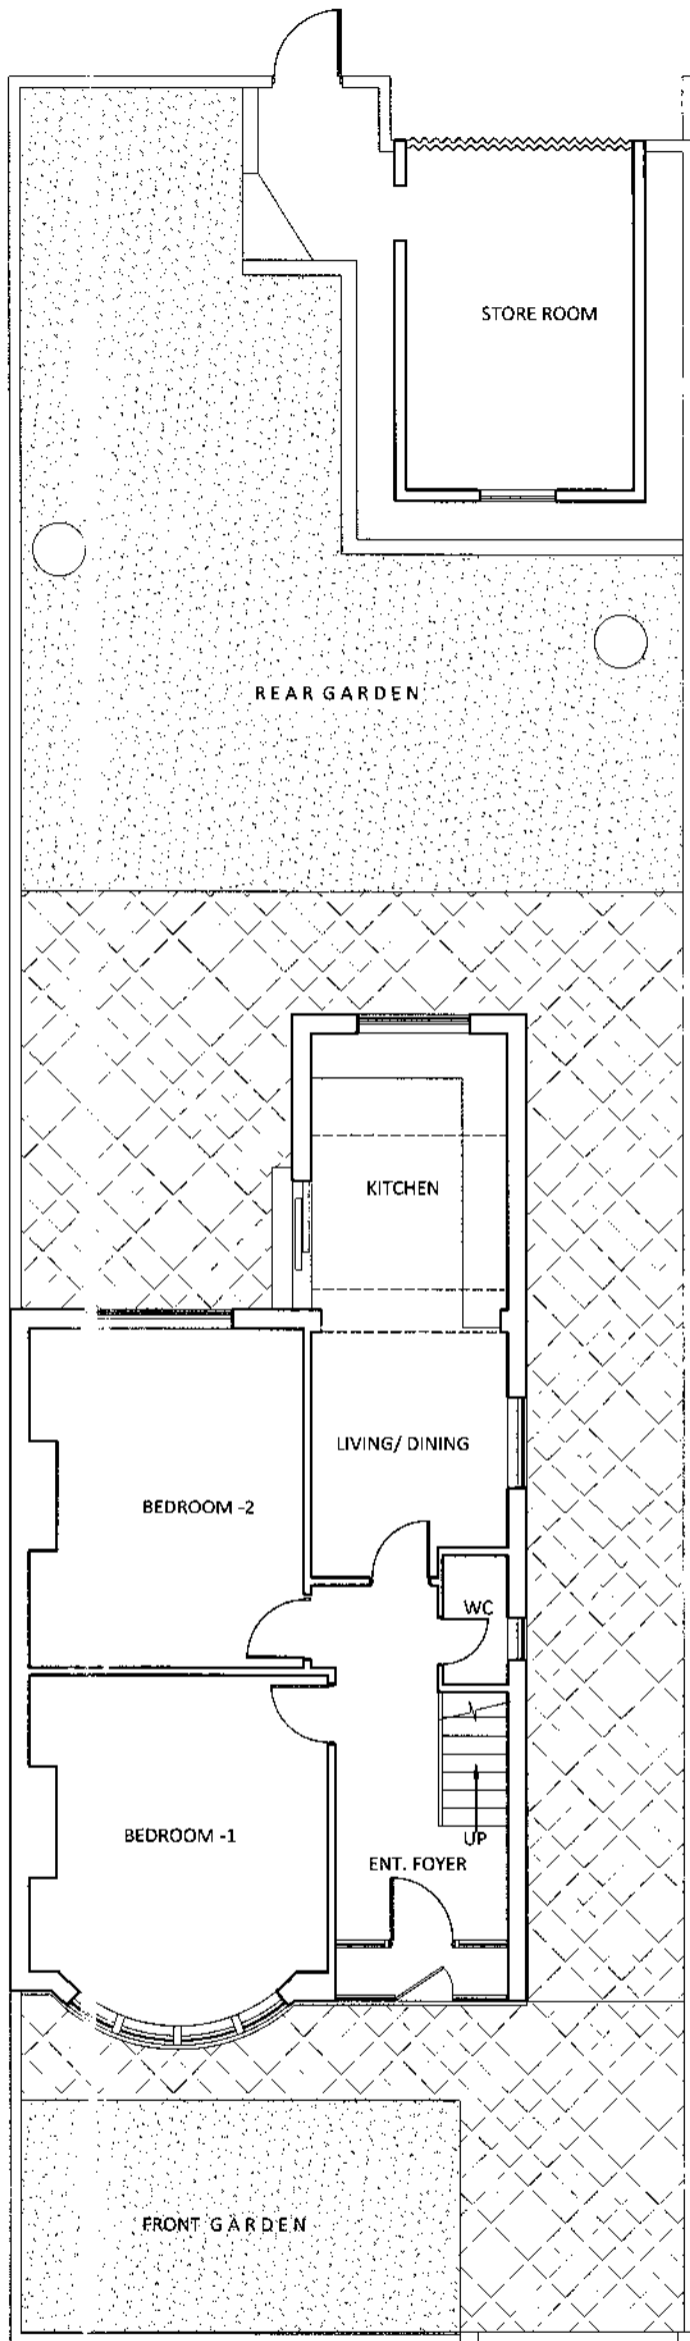 STORE ROOM
REAR GARDEN
KITCHEN
LIVING/ DINING
BEDROOM -2
WC
BEDROOM -1
UP
ENT. FOYER
FRONT GARDEN